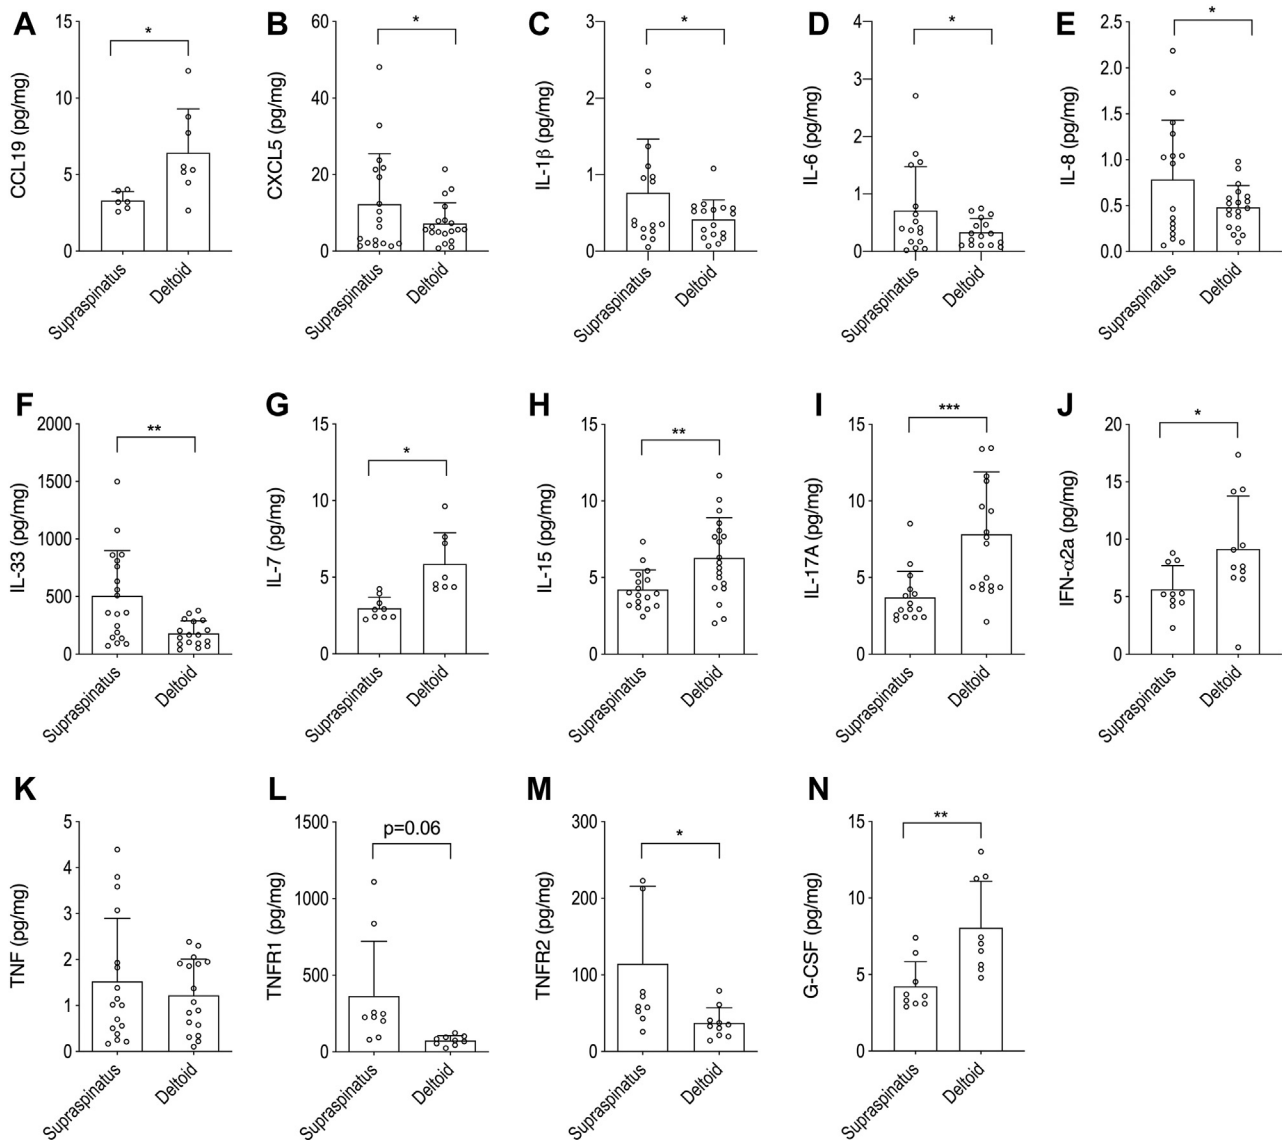 A
CCL19 (pg/mg)
15
10
5
0
*
Supraspinatus
Deltoid
B
CXCL5 (pg/mg)
60
40
20
0
*
Supraspinatus
Deltoid
C
IL-1β (pg/mg)
3
2
1
0
*
Supraspinatus
Deltoid
D
IL-6 (pg/mg)
4
3
2
1
0
*
Supraspinatus
Deltoid
E
IL-8 (pg/mg)
2.5
2.0
1.5
1.0
0.5
0.0
*
Supraspinatus
Deltoid
F
IL-33 (pg/mg)
2000
1500
1000
500
0
**
Supraspinatus
Deltoid
G
IL-7 (pg/mg)
15
10
5
0
*
Supraspinatus
Deltoid
H
IL-15 (pg/mg)
15
10
5
0
**
Supraspinatus
Deltoid
I
IL-17A (pg/mg)
15
10
5
0
***
Supraspinatus
Deltoid
J
IFN-α2a (pg/mg)
20
15
10
5
0
*
Supraspinatus
Deltoid
K
TNF (pg/mg)
5
4
3
2
1
0
Supraspinatus
Deltoid
L
TNFR1 (pg/mg)
1500
1000
500
0
p=0.06
Supraspinatus
Deltoid
M
TNFR2 (pg/mg)
300
200
100
0
*
Supraspinatus
Deltoid
N
G-CSF (pg/mg)
15
10
5
0
**
Supraspinatus
Deltoid